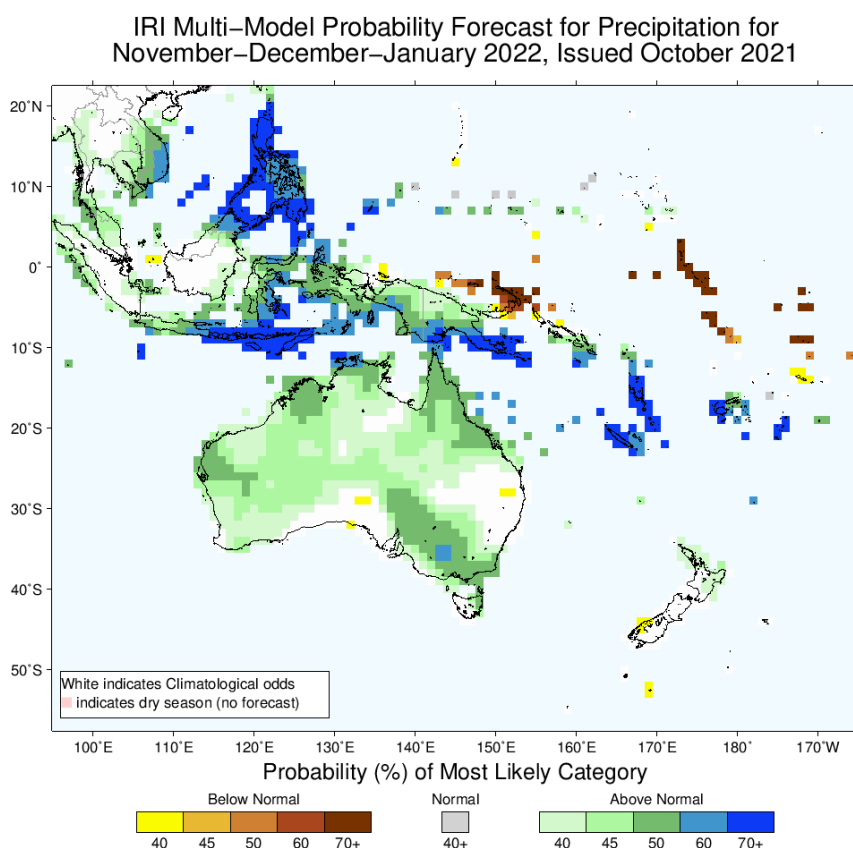 IRI Multi−Model Probability Forecast for Precipitation for
November−December−January 2022, Issued October 2021
20˚N
10˚N
0˚
10˚S
20˚S
30˚S
40˚S
50˚S
White indicates Climatological odds
indicates dry season (no forecast)
100˚E 110˚E 120˚E 130˚E 140˚E 150˚E 160˚E 170˚E 180˚ 170˚W
Probability (%) of Most Likely Category
Below Normal Normal Above Normal
40 45 50 60 70+ 40+ 40 45 50 60 70+